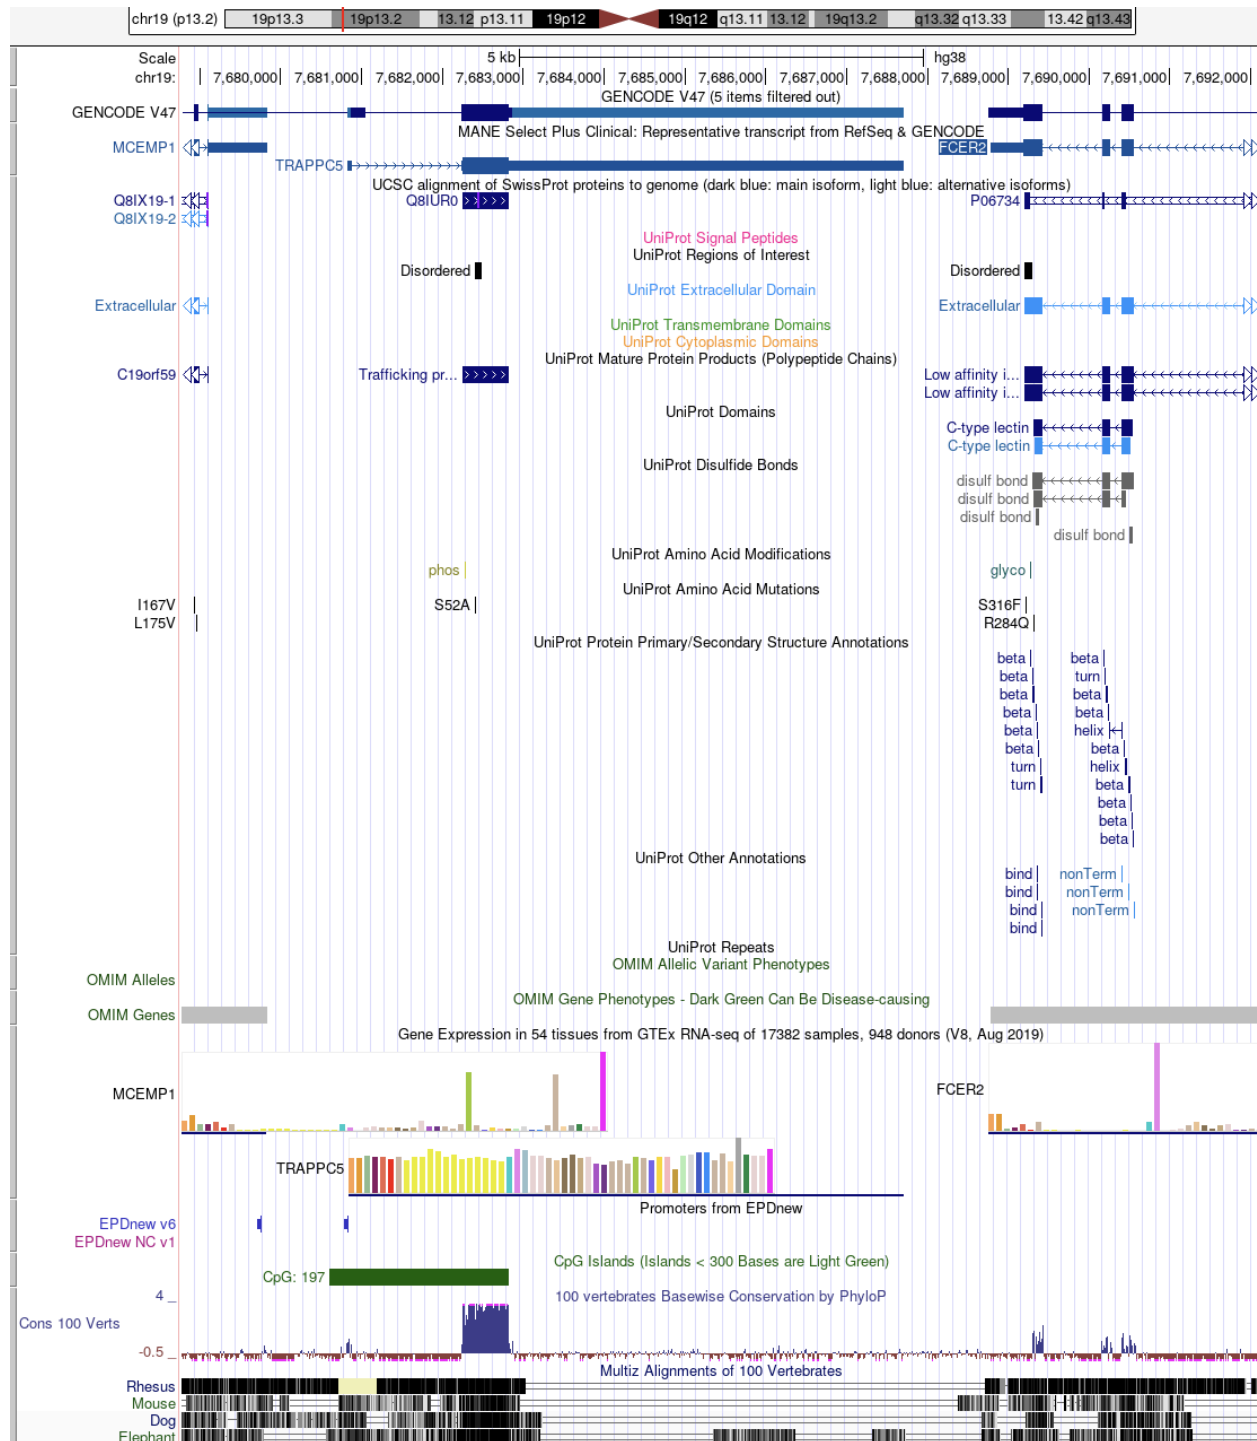 chr19 (p13.2) 19p13.3 19p13.2 13.12 p13.11 19p12 19q12 q13.11 13.12 19q13.2 q13.32 q13.33 13.42 q13.43
Scale 5 kb hg38
chr19: 7,680,000 7,681,000 7,682,000 7,683,000 7,684,000 7,685,000 7,686,000 7,687,000 7,688,000 7,689,000 7,690,000 7,691,000 7,692,000
GENCODE V47 (5 items filtered out)
GENCODE V47
MANE Select Plus Clinical: Representative transcript from RefSeq & GENCODE
MCEMP1 FCER2
TRAPPC5
UCSC alignment of SwissProt proteins to genome (dark blue: main isoform, light blue: alternative isoforms)
Q8IX19-1 Q8IUR0 P06734
Q8IX19-2
UniProt Signal Peptides
UniProt Regions of Interest
Disordered Disordered
UniProt Extracellular Domain
Extracellular Extracellular
UniProt Transmembrane Domains
UniProt Cytoplasmic Domains
UniProt Mature Protein Products (Polypeptide Chains)
C19orf59 Trafficking pr... Low affinity i...
Low affinity i...
UniProt Domains
C-type lectin
C-type lectin
UniProt Disulfide Bonds
disulf bond
disulf bond
disulf bond
disulf bond
UniProt Amino Acid Modifications
phos glyco
UniProt Amino Acid Mutations
I167V S52A S316F
L175V R284Q
UniProt Protein Primary/Secondary Structure Annotations
beta beta
beta turn
beta beta
beta beta
beta helix
beta beta
turn helix
turn beta
beta
beta
beta
UniProt Other Annotations
bind nonTerm
bind nonTerm
bind nonTerm
bind
UniProt Repeats
OMIM Allelic Variant Phenotypes
OMIM Alleles
OMIM Gene Phenotypes - Dark Green Can Be Disease-causing
OMIM Genes
Gene Expression in 54 tissues from GTEx RNA-seq of 17382 samples, 948 donors (V8, Aug 2019)
MCEMP1 FCER2
TRAPPC5
Promoters from EPDnew
EPDnew v6
EPDnew NC v1
CpG Islands (Islands < 300 Bases are Light Green)
CpG: 197
4 _ 100 vertebrates Basewise Conservation by PhyloP
Cons 100 Verts
-0.5 _
Multiz Alignments of 100 Vertebrates
Rhesus
Mouse
Dog
Elephant